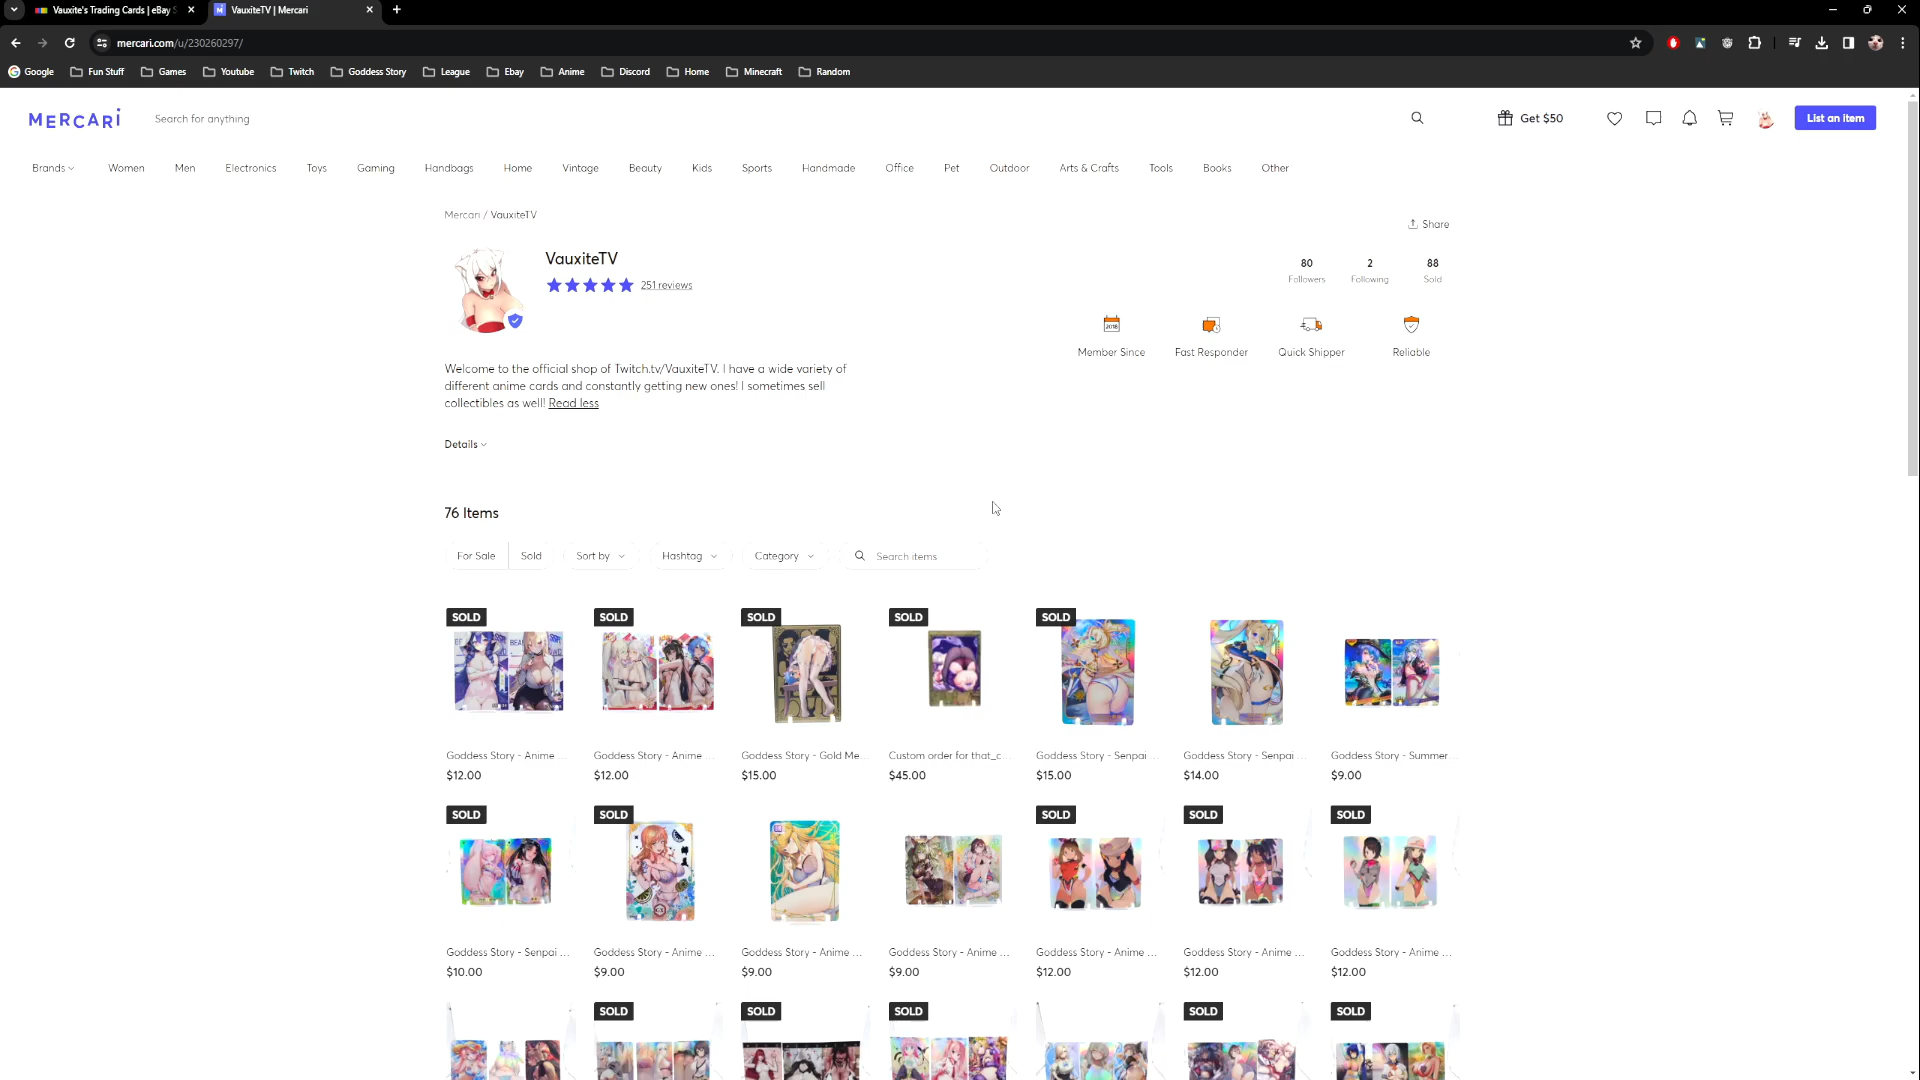 Vauxite's Trading Cards | eBay S
VauxiteTV | Mercari
mercari.com/u/230260297/
Google Fun Stuff Games Youtube Twitch Goddess Story League Ebay Anime Discord Home Minecraft Random
MERCARI Search for anything Get $50 List an item
Brands Women Men Electronics Toys Gaming Handbags Home Vintage Beauty Kids Sports Handmade Office Pet Outdoor Arts & Crafts Tools Books Other
Mercari / VauxiteTV
Share
VauxiteTV
251 reviews
80 2 88
Followers Following Sold
2018
Member Since Fast Responder Quick Shipper Reliable
Welcome to the official shop of Twitch.tv/VauxiteTV. I have a wide variety of
different anime cards and constantly getting new ones! I sometimes sell
collectibles as well! Read less
Details
76 Items
For Sale Sold Sort by Hashtag Category Search items
SOLD SOLD SOLD SOLD SOLD
Goddess Story - Anime ... Goddess Story - Anime ... Goddess Story - Gold Me... Custom order for that_c... Goddess Story - Senpai ... Goddess Story - Senpai ... Goddess Story - Summer...
$12.00 $12.00 $15.00 $45.00 $15.00 $14.00 $9.00
SOLD SOLD SOLD SOLD SOLD
Goddess Story - Senpai ... Goddess Story - Anime ... Goddess Story - Anime ... Goddess Story - Anime ... Goddess Story - Anime ... Goddess Story - Anime ... Goddess Story - Anime ...
$10.00 $9.00 $9.00 $9.00 $12.00 $12.00 $12.00
SOLD SOLD SOLD SOLD SOLD